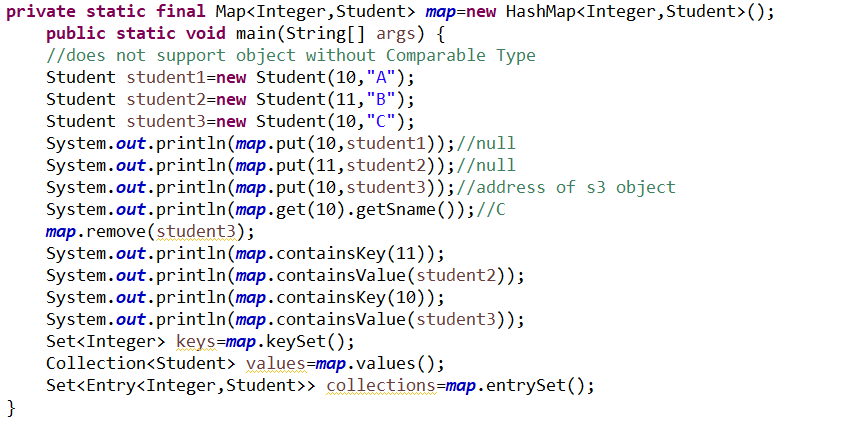 private static final Map<Integer,Student> map=new HashMap<Integer,Student>();
public static void main(String[] args) {
//does not support object without Comparable Type
Student student1=new Student(10,"A");
Student student2=new Student(11,"B");
Student student3=new Student(10,"C");
System.out.println(map.put(10,student1));//null
System.out.println(map.put(11,student2));//null
System.out.println(map.put(10,student3));//address of s3 object
System.out.println(map.get(10).getSname());//C
map.remove(student3);
System.out.println(map.containsKey(11));
System.out.println(map.containsValue(student2));
System.out.println(map.containsKey(10));
System.out.println(map.containsValue(student3));
Set<Integer> keys=map.keySet();
Collection<Student> values=map.values();
Set<Entry<Integer,Student>> collections=map.entrySet();
}